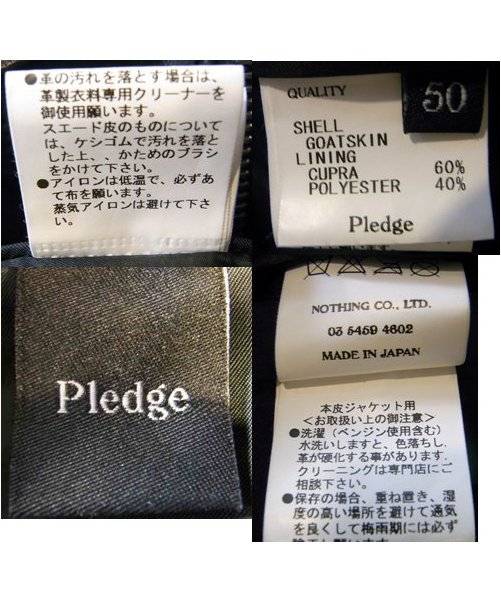 ●革の汚れを落とす場合は、
革製衣料専用クリーナーを
御使用願います。
スエード皮のものについて
は、ケシゴムで汚れを落と
した上、、かためのブラシ
をかけて下さい。
●アイロンは低温で、必ずあ
て布を願います。
蒸気アイロンは避けて下さ
い。
QUALITY
50
SHELL
GOATSKIN
LINING
CUPRA 60%
POLYESTER 40%
Pledge
Pledge
NOTHING CO., LTD.
03 5459 4602
MADE IN JAPAN
本皮ジャケット用
<お取扱い上の御注意>
●洗濯(ベンジン使用含む)
水洗いしますと、色落ちし、
革が硬化する事があります。
クリーニングは専門店にご
相談下さい。
●保存の場合、重ね置き、湿
度の高い場所を避けて通気
を良くして梅雨期には必ず